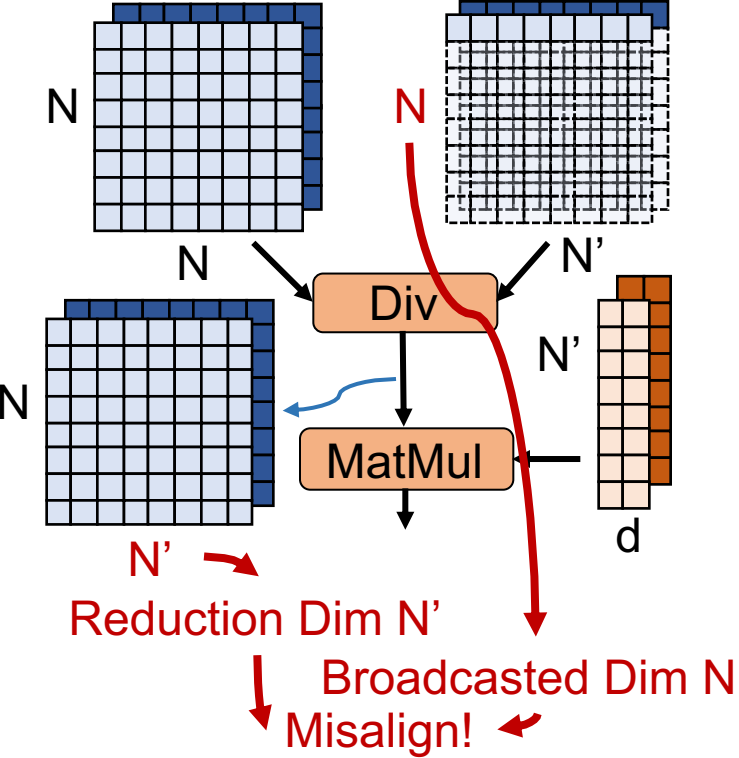 N
N
N
N'
Div
N'
N
MatMul
d
N'
Reduction Dim N'
Broadcasted Dim N
Misalign!